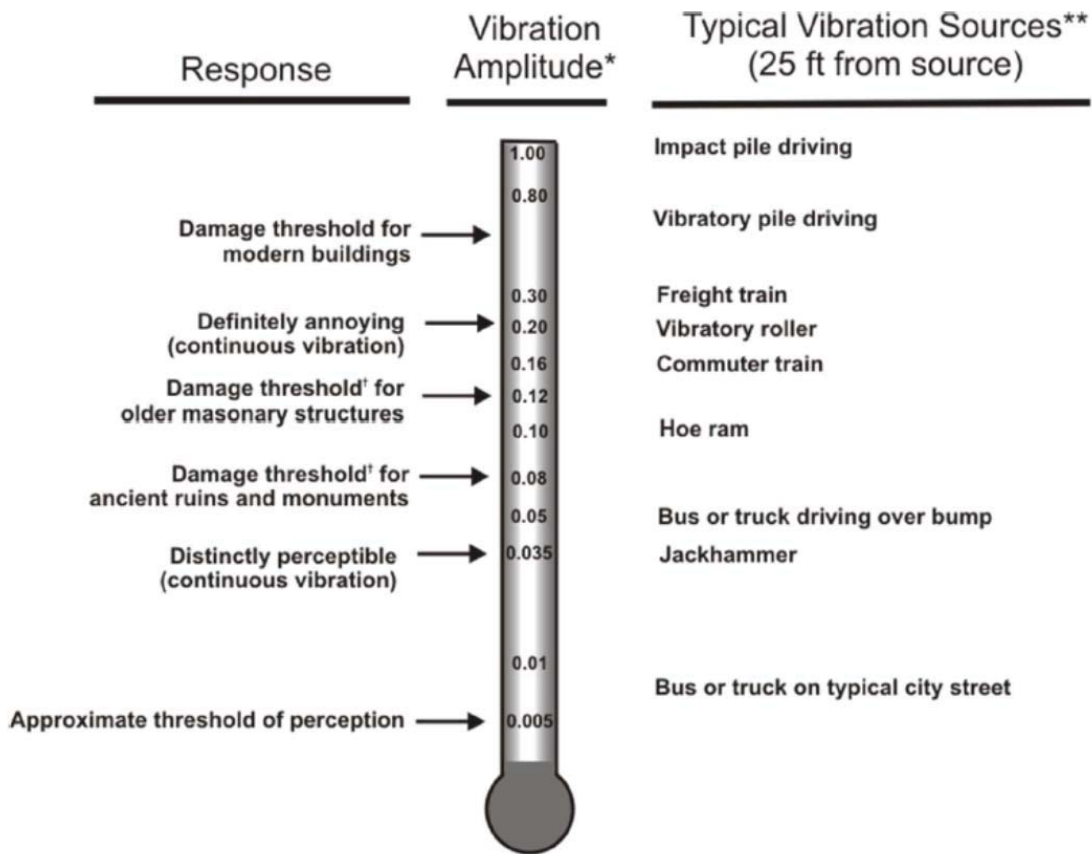 Response
Vibration
Amplitude*
Typical Vibration Sources**
(25 ft from source)
1.00
Impact pile driving
0.80
Vibratory pile driving
Damage threshold for
modern buildings
0.30
Freight train
Definitely annoying
(continuous vibration)
0.20
Vibratory roller
0.16
Commuter train
Damage threshold† for
older masonary structures
0.12
0.10
Hoe ram
Damage threshold† for
ancient ruins and monuments
0.08
0.05
Bus or truck driving over bump
Distinctly perceptible
(continuous vibration)
0.035
Jackhammer
0.01
Bus or truck on typical city street
Approximate threshold of perception
0.005